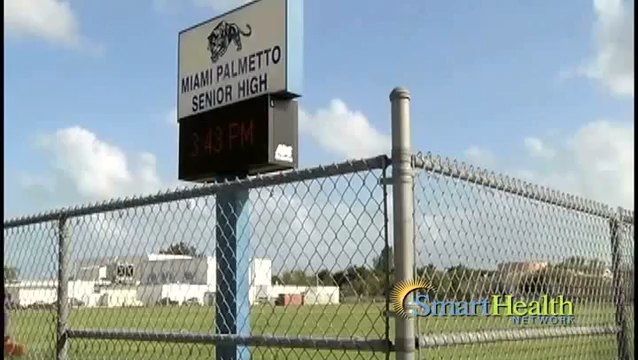 MIAMI PALMETTO
SENIOR HIGH
3:43 PM
SmartHealth
NETWORK